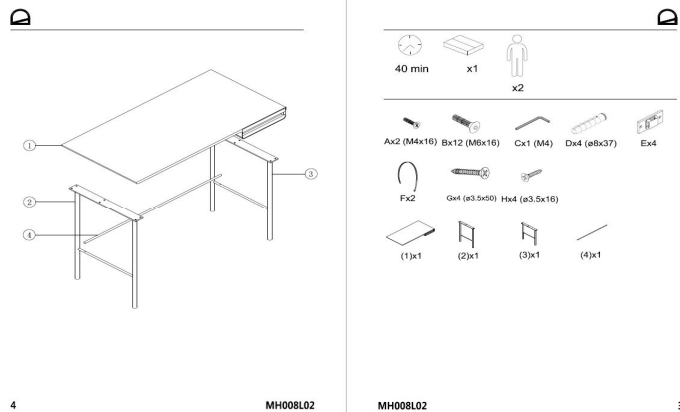 1
3
2
4
4
MH008L02
40 min
x1
x2
Ax2 (M4x16) Bx12 (M6x16) Cx1 (M4) Dx4 (ø8x37) Ex4
Fx2 Gx4 (ø3.5x50) Hx4 (ø3.5x16)
(1)x1 (2)x1 (3)x1 (4)x1
MH008L02